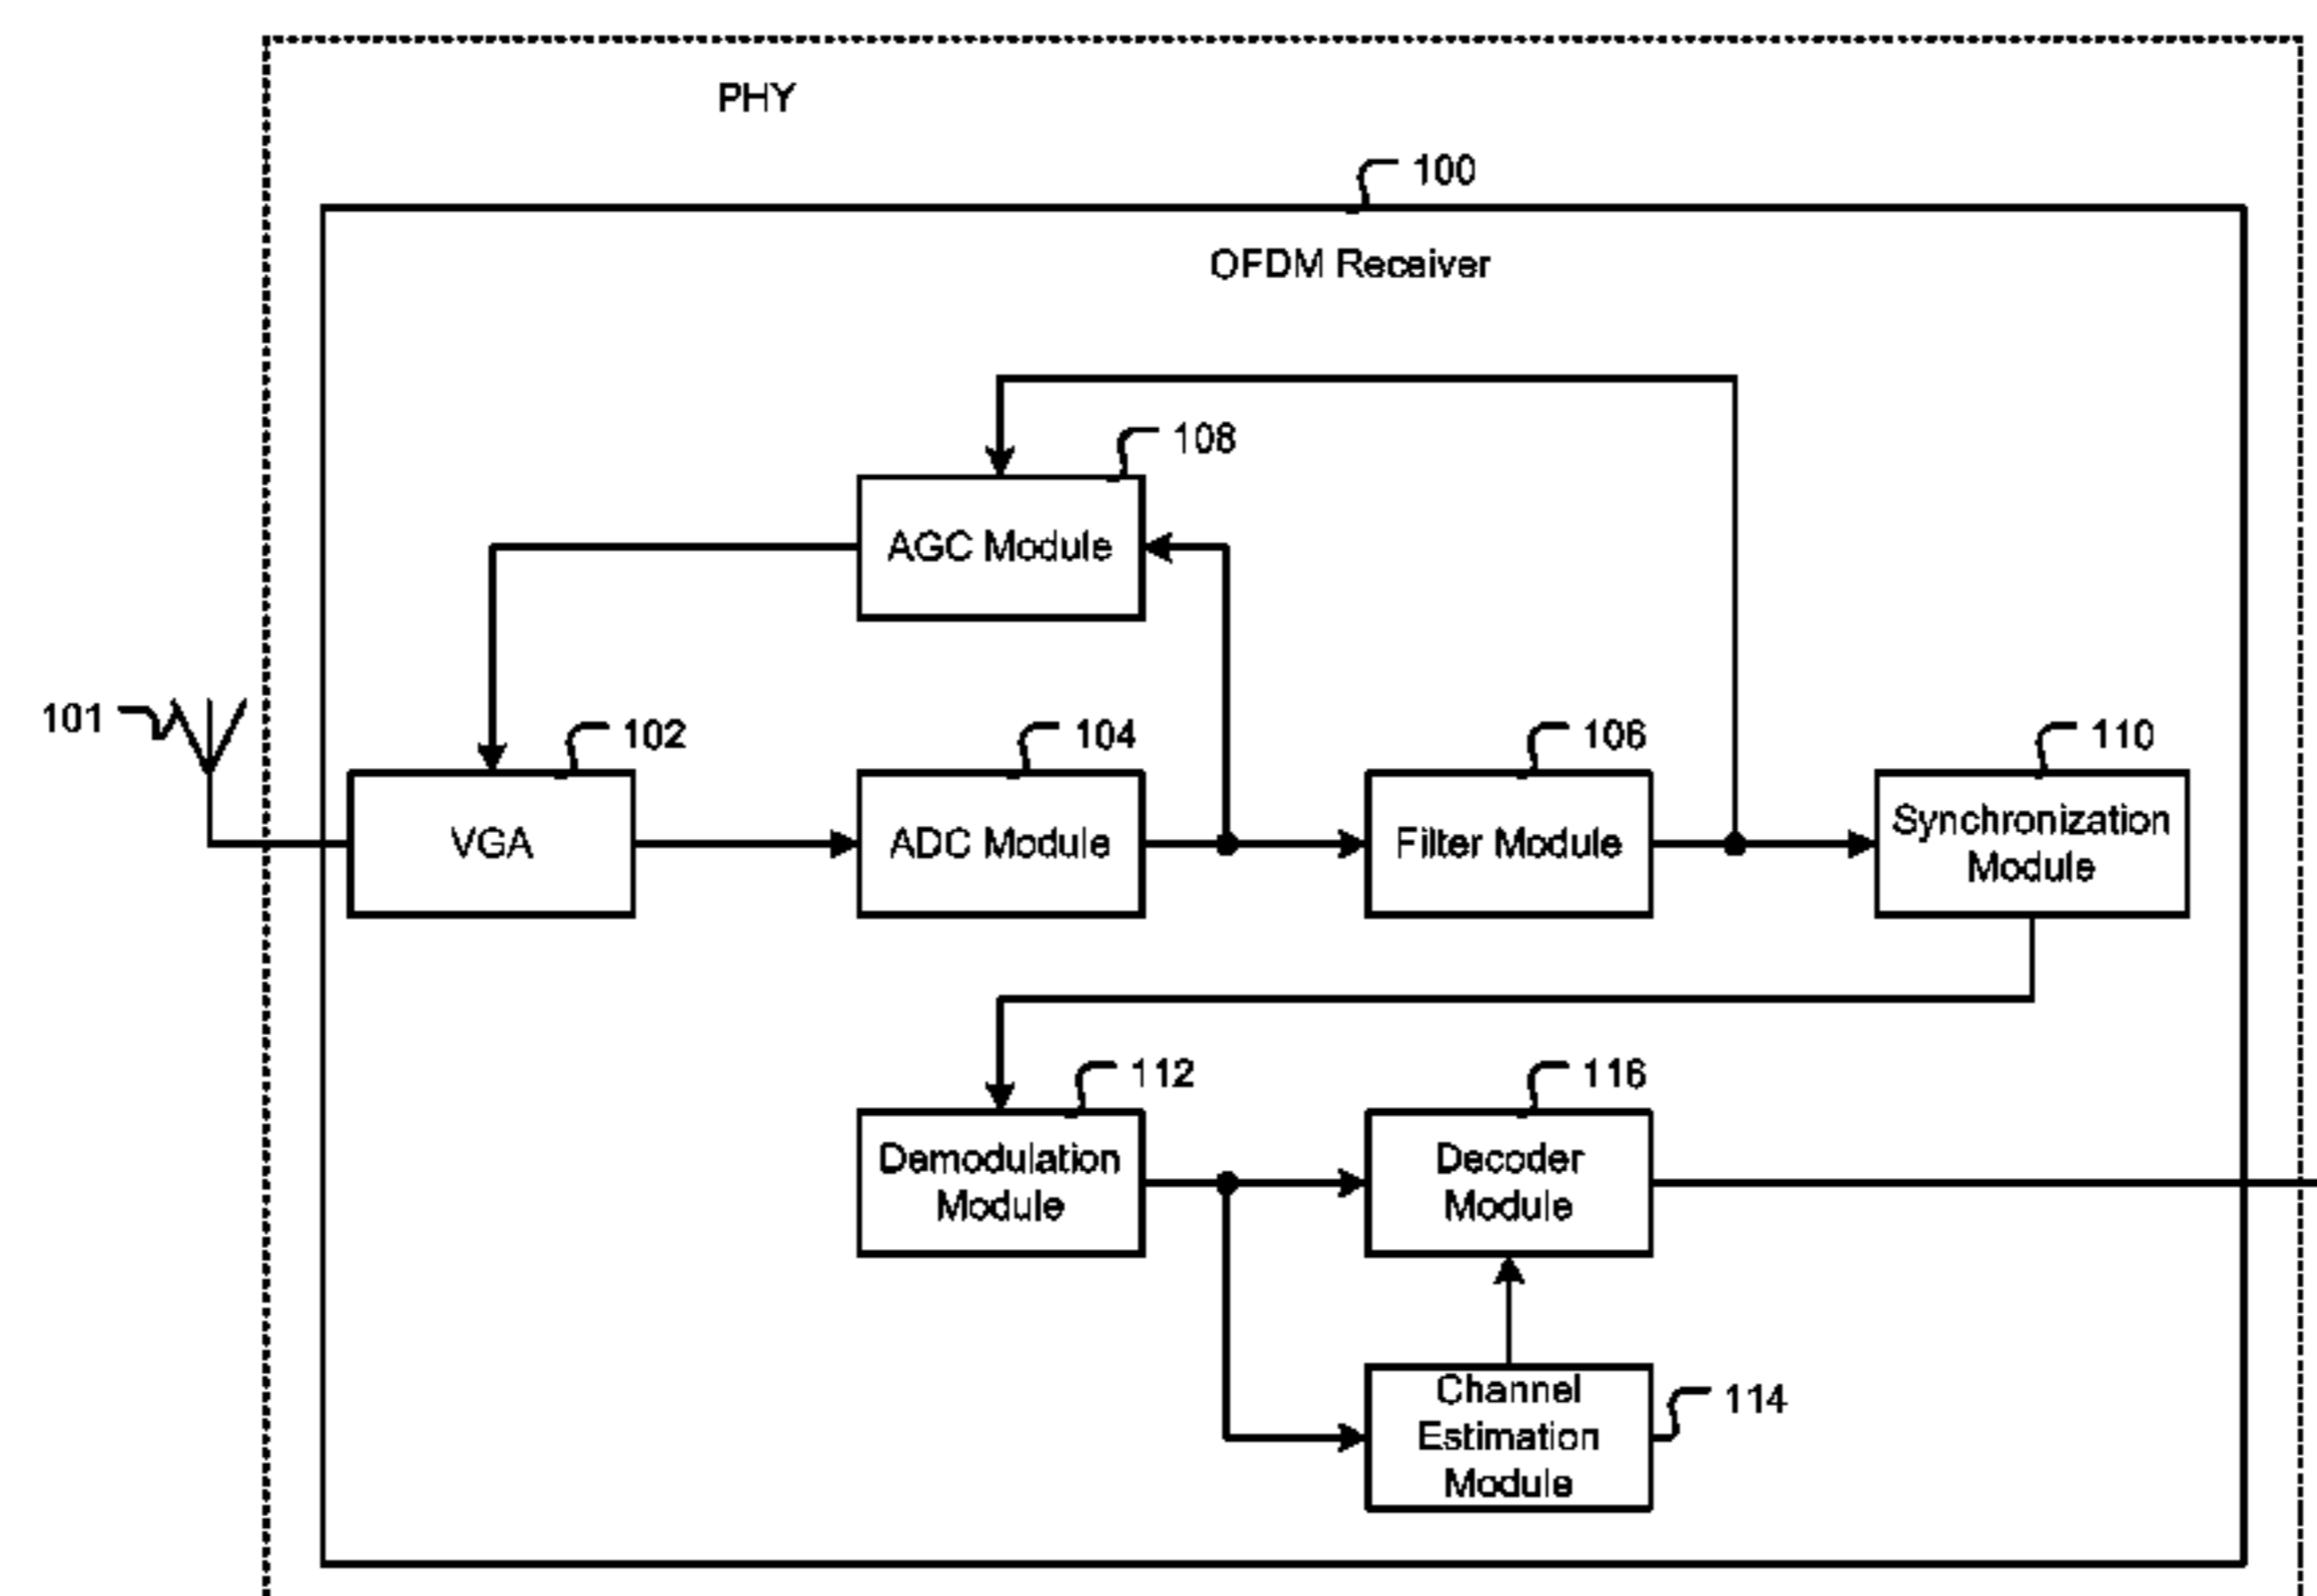 PHY
100
OFDM Receiver
108
AGC Module
101
102
104
106
110
VGA
ADC Module
Filter Module
Synchronization
Module
112
116
Demodulation
Module
Decoder
Module
114
Channel
Estimation
Module